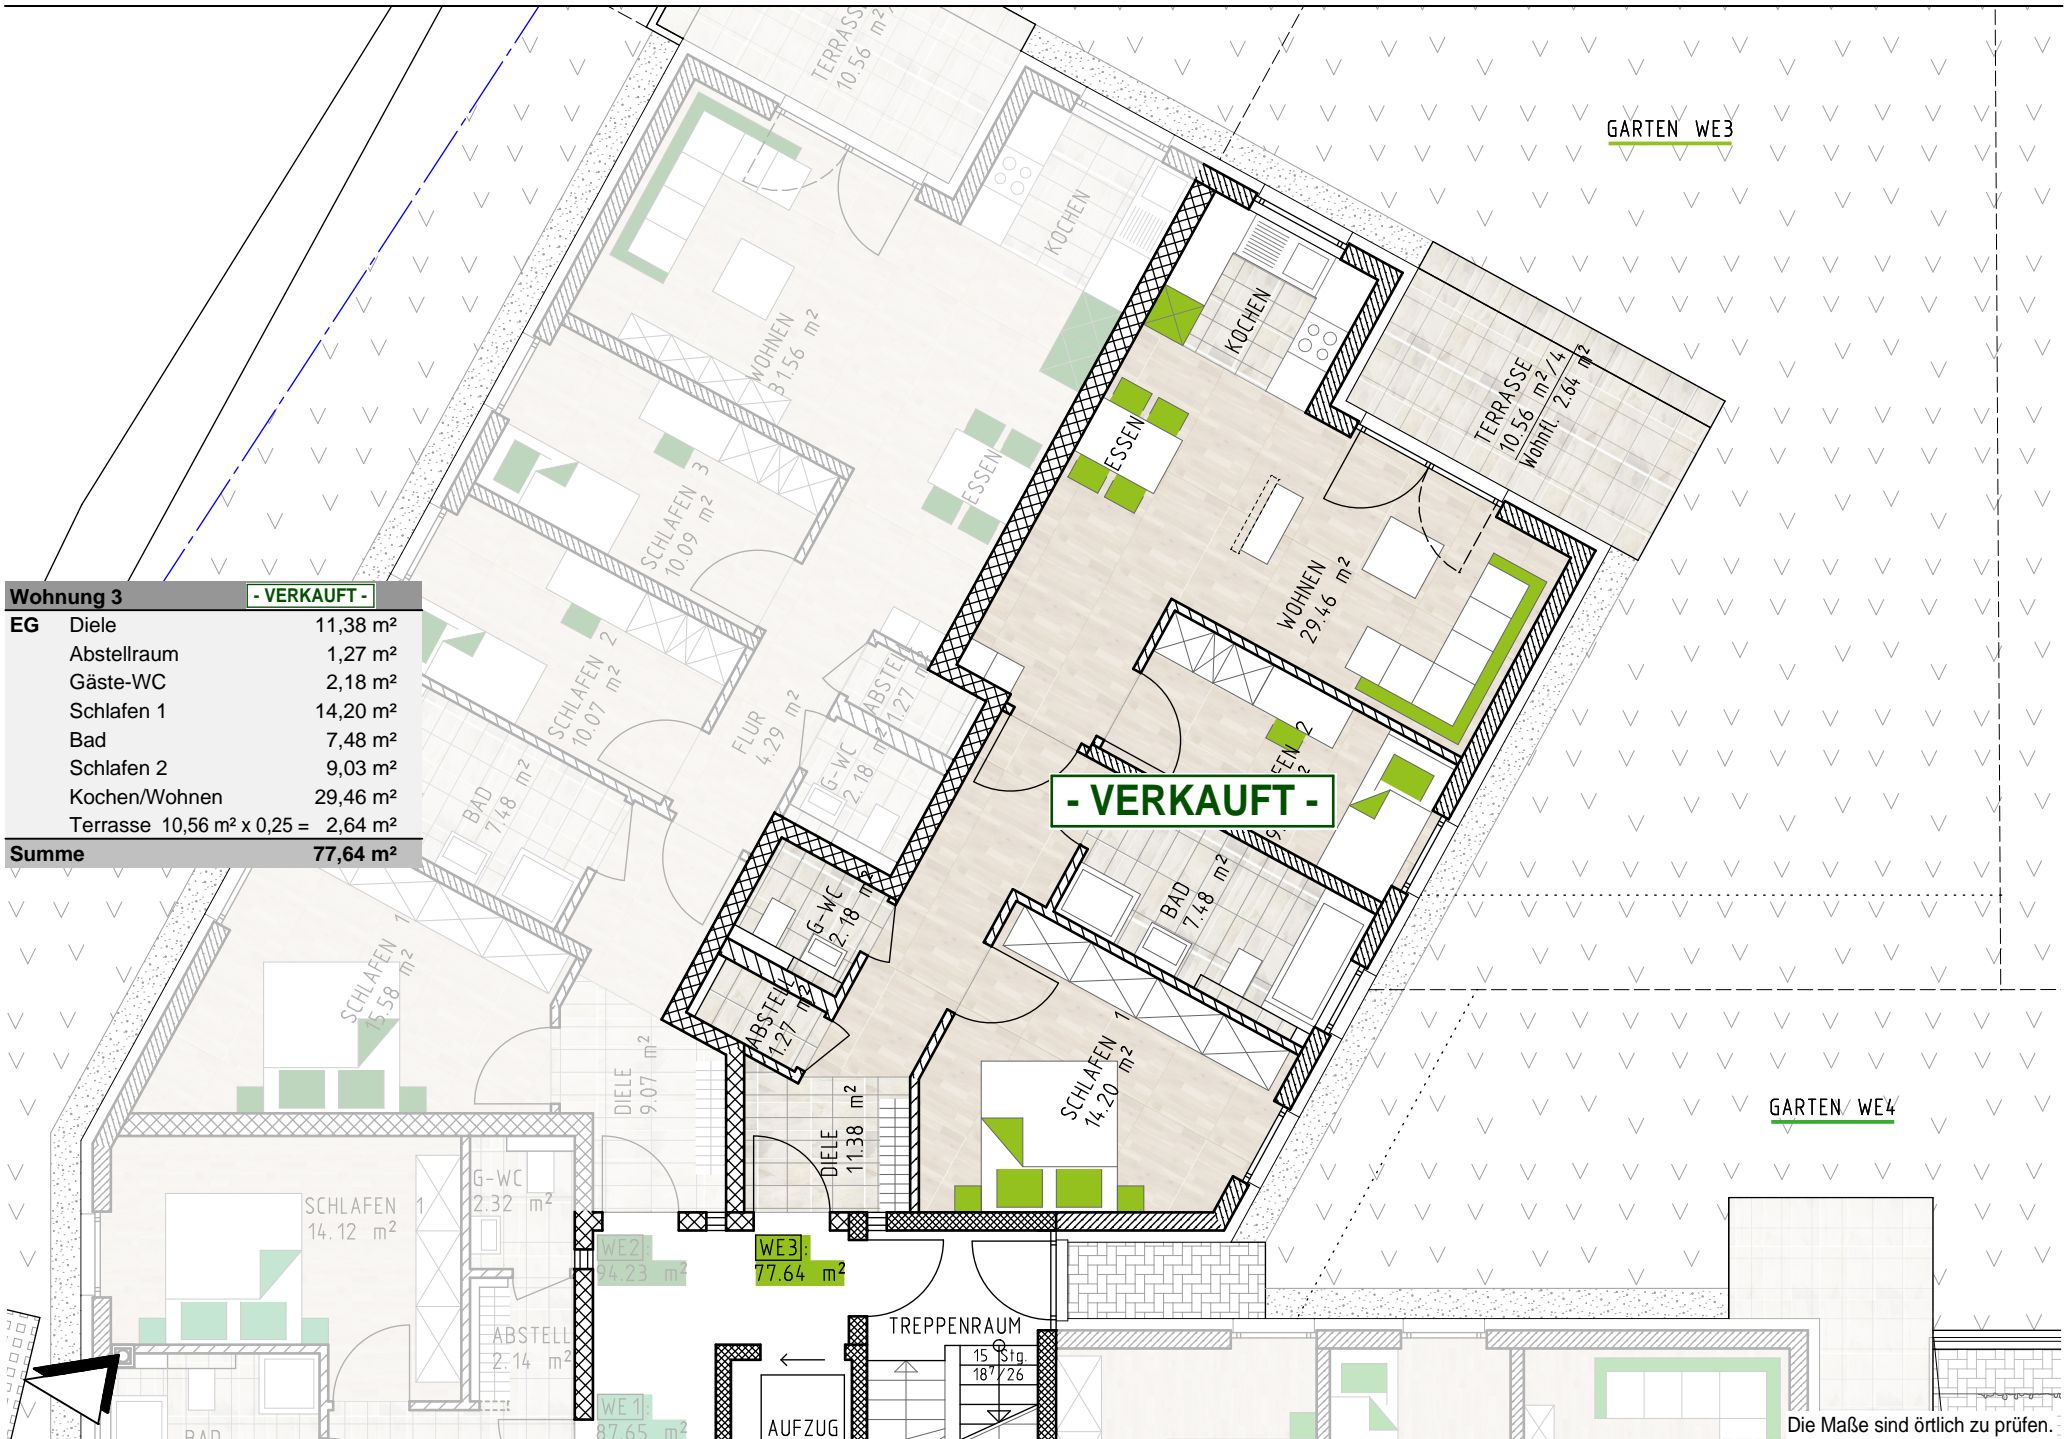 TERRASSE
10.56 m²
GARTEN WE3
KOCHEN
KOCHEN
WOHNEN
31.56 m²
TERRASSE
10.56 m²/4
Wohnfl. 2.64 m²
ESSEN
ESSEN
SCHLAFEN 3
10.09 m²
WOHNEN
29.46 m²
Wohnung 3 - VERKAUFT -
EG Diele 11,38 m²
Abstellraum 1,27 m²
Gäste-WC 2,18 m²
Schlafen 1 14,20 m²
Bad 7,48 m²
Schlafen 2 9,03 m²
Kochen/Wohnen 29,46 m²
Terrasse 10,56 m² x 0,25 = 2,64 m²
Summe 77,64 m²
SCHLAFEN 2
10.07 m²
FLUR
4.29 m²
ABSTELL
1.27 m²
G-WC
2.18 m²
BAD
7.48 m²
- VERKAUFT -
G-WC
2.18 m²
BAD
7.48 m²
SCHLAFEN 1
15.58 m²
ABSTELL
1.27 m²
DIELE
9.07 m²
DIELE
11.38 m²
SCHLAFEN 1
14.20 m²
GARTEN WE4
SCHLAFEN 1
14.12 m²
G-WC
2.32 m²
WE2:
94.23 m²
WE3:
77.64 m²
ABSTELL
2.14 m²
TREPPENRAUM
15 Stg.
18⁷/26
WE1:
87.65 m²
AUFZUG
BAD
Die Maße sind örtlich zu prüfen.